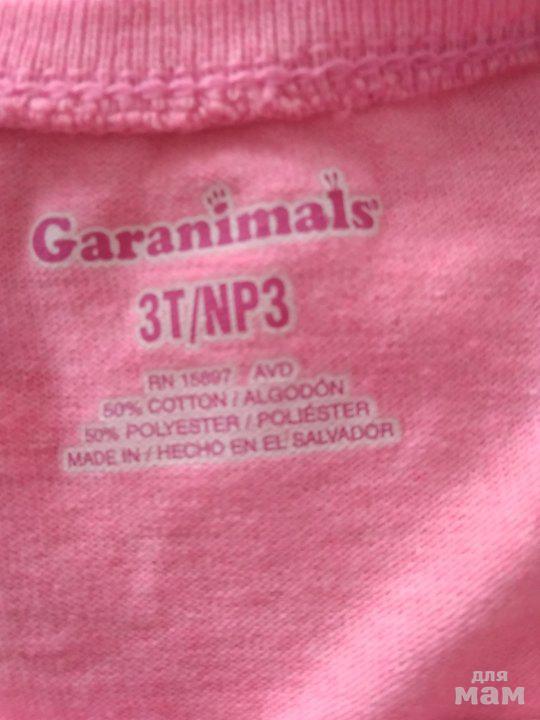 Garanimals
3T/NP3
RN 15897 AVD
50% COTTON / ALGODÓN
50% POLYESTER / POLIÉSTER
MADE IN / HECHO EN EL SALVADOR
для
мам